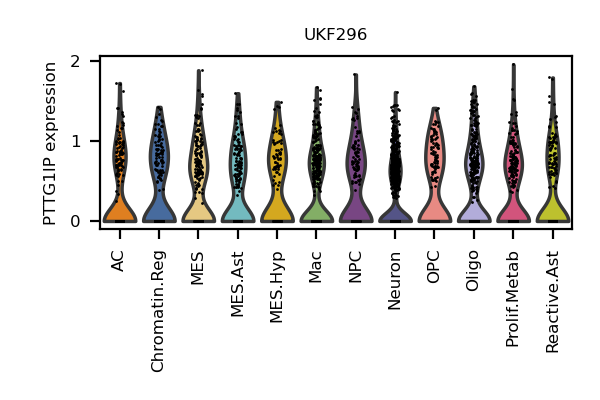 UKF296
PTTG1IP expression
2
1
0
AC
Chromatin.Reg
MES
MES.Ast
MES.Hyp
Mac
NPC
Neuron
OPC
Oligo
Prolif.Metab
Reactive.Ast